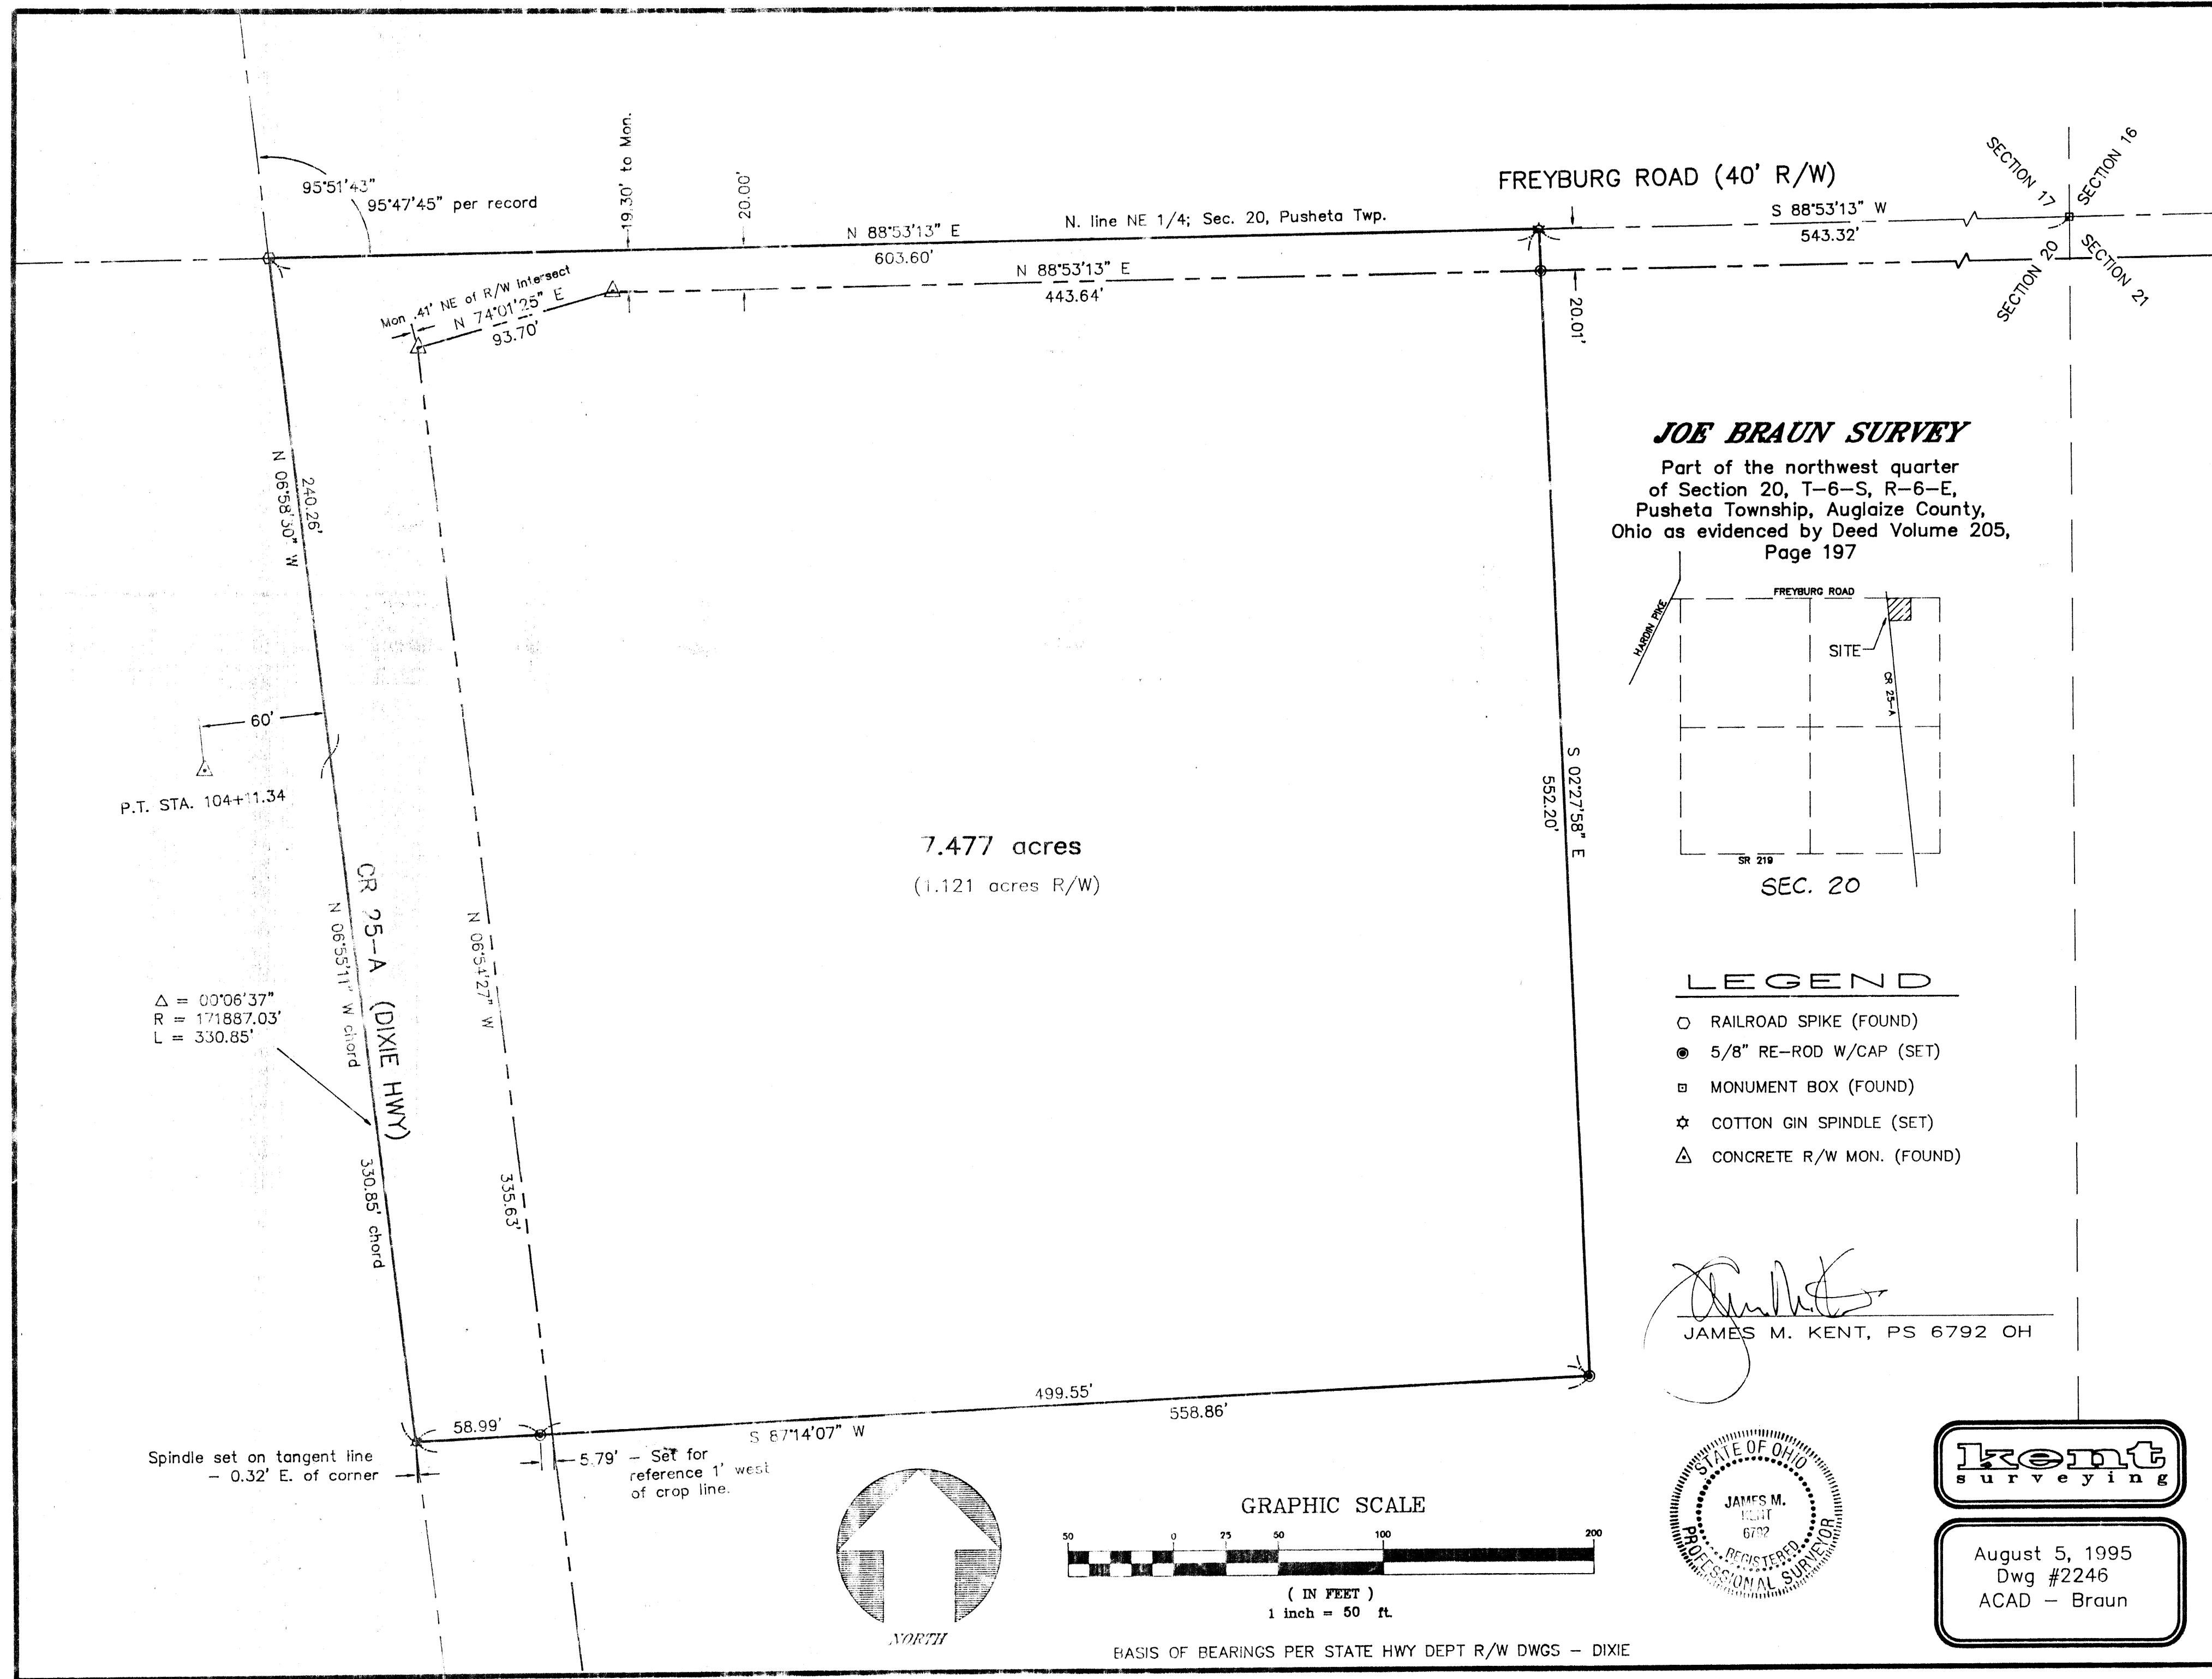 95°51'43"
95°47'45" per record
19.30' to Mon.
20.00'
N 88°53'13" E
603.60'
N. line NE 1/4; Sec. 20, Pusheta Twp.
FREYBURG ROAD (40' R/W)
S 88°53'13" W
543.32'
SECTION 17
SECTION 16
SECTION 20
SECTION 21
Mon .41' NE of R/W Intersect
N 74°01'25" E
93.70'
N 88°53'13" E
443.64'
20.01'
240.26'
N 06°58'30" W
60'
P.T. STA. 104+11.34
CR 25-A (DIXIE HWY)
N 06°55'11" W chord
330.85' chord
Δ = 00°06'37"
R = 171887.03'
L = 330.85'
N 06°54'27" W
335.63'
7.477 acres
(1.121 acres R/W)
S 02°27'58" E
552.20'
JOE BRAUN SURVEY
Part of the northwest quarter
of Section 20, T-6-S, R-6-E,
Pusheta Township, Auglaize County,
Ohio as evidenced by Deed Volume 205,
Page 197
FREYBURG ROAD
HARDIN PIKE
SITE
CR 25-A
SR 219
SEC. 20
LEGEND
RAILROAD SPIKE (FOUND)
5/8" RE-ROD W/CAP (SET)
MONUMENT BOX (FOUND)
COTTON GIN SPINDLE (SET)
CONCRETE R/W MON. (FOUND)
JAMES M. KENT, PS 6792 OH
58.99'
499.55'
558.86'
S 87°14'07" W
Spindle set on tangent line
- 0.32' E. of corner
5.79' - Set for
reference 1' west
of crop line.
NORTH
GRAPHIC SCALE
50 0 25 50 100 200
( IN FEET )
1 inch = 50 ft.
BASIS OF BEARINGS PER STATE HWY DEPT R/W DWGS - DIXIE
STATE OF OHIO
JAMES M.
KENT
6792
REGISTERED
PROFESSIONAL SURVEYOR
kent
surveying
August 5, 1995
Dwg #2246
ACAD - Braun